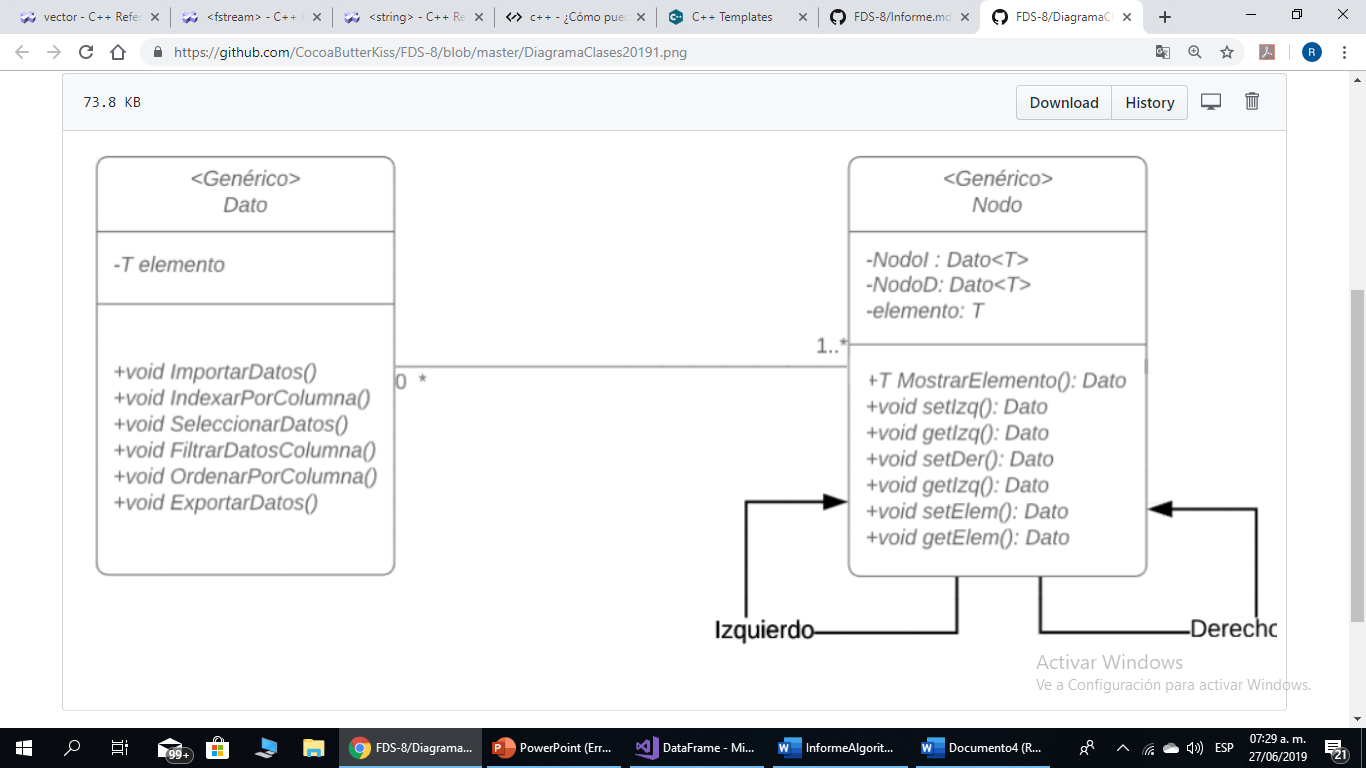 vector - C++ Refer
<fstream> - C++
<string> - C++ Re
c++ - ¿Cómo pue
C++ Templates
FDS-8/Informe.md
FDS-8/DiagramaCl
https://github.com/CocoaButterKiss/FDS-8/blob/master/DiagramaClases20191.png
R
73.8 KB
Download
History
<Genérico>
Dato
-T elemento
+void ImportarDatos()
+void IndexarPorColumna()
+void SeleccionarDatos()
+void FiltrarDatosColumna()
+void OrdenarPorColumna()
+void ExportarDatos()
0 *
1..*
<Genérico>
Nodo
-NodoI : Dato<T>
-NodoD: Dato<T>
-elemento: T
+T MostrarElemento(): Dato
+void setIzq(): Dato
+void getIzq(): Dato
+void setDer(): Dato
+void getIzq(): Dato
+void setElem(): Dato
+void getElem(): Dato
Izquierdo
Derecho
Activar Windows
Ve a Configuración para activar Windows.
99+
FDS-8/Diagrama...
PowerPoint (Err...
DataFrame - Mi...
InformeAlgorit...
Documento4 (R...
ESP
07:29 a. m.
27/06/2019
21